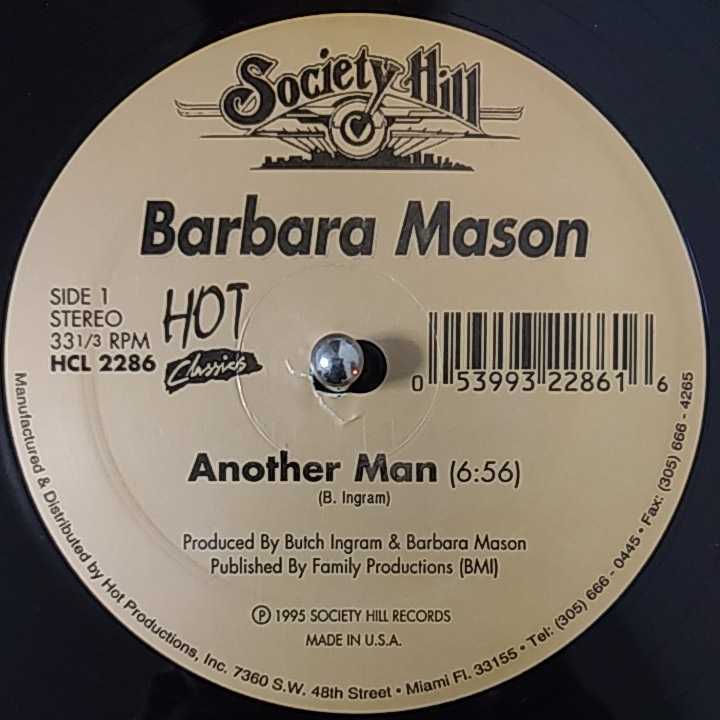 Society Hill
Barbara Mason
SIDE 1
STEREO
33 1/3 RPM
HCL 2286
HOT
Classics
0 53993 22861 6
Another Man (6:56)
(B. Ingram)
Produced By Butch Ingram & Barbara Mason
Published By Family Productions (BMI)
Ⓟ 1995 SOCIETY HILL RECORDS
MADE IN U.S.A.
Manufactured & Distributed by Hot Productions, Inc. 7360 S.W. 48th Street • Miami Fl. 33155 • Tel: (305) 666 - 0445 • Fax: (305) 666 - 4265